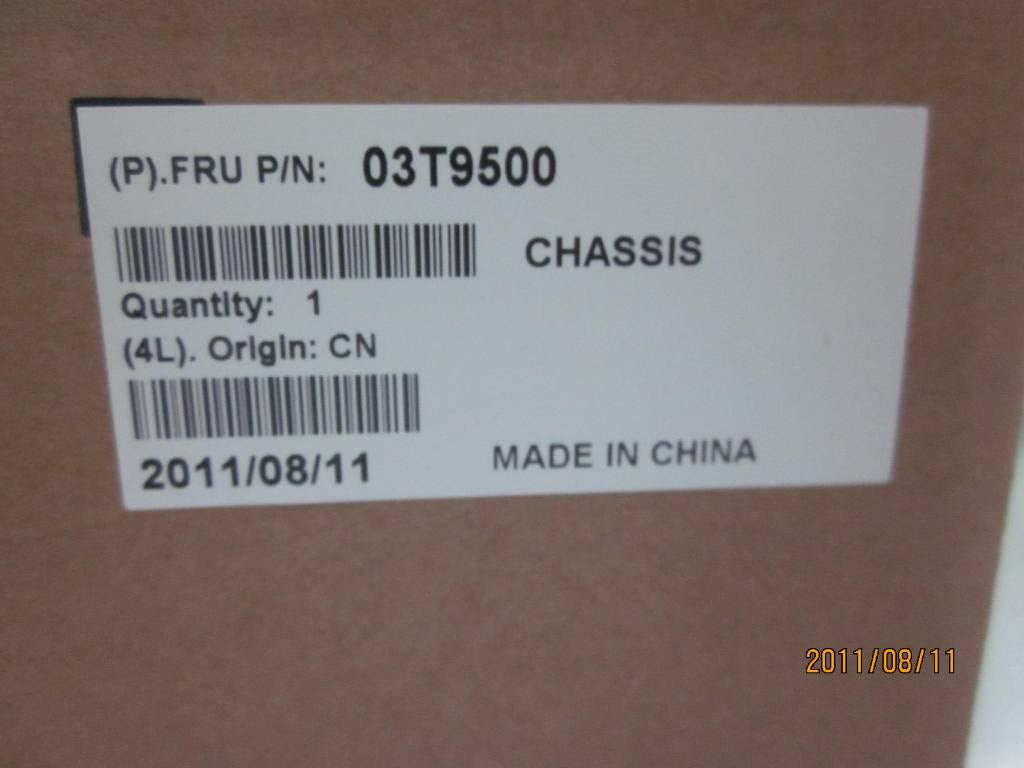 (P).FRU P/N: 03T9500
CHASSIS
Quantity: 1
(4L). Origin: CN
2011/08/11
MADE IN CHINA
2011/08/11